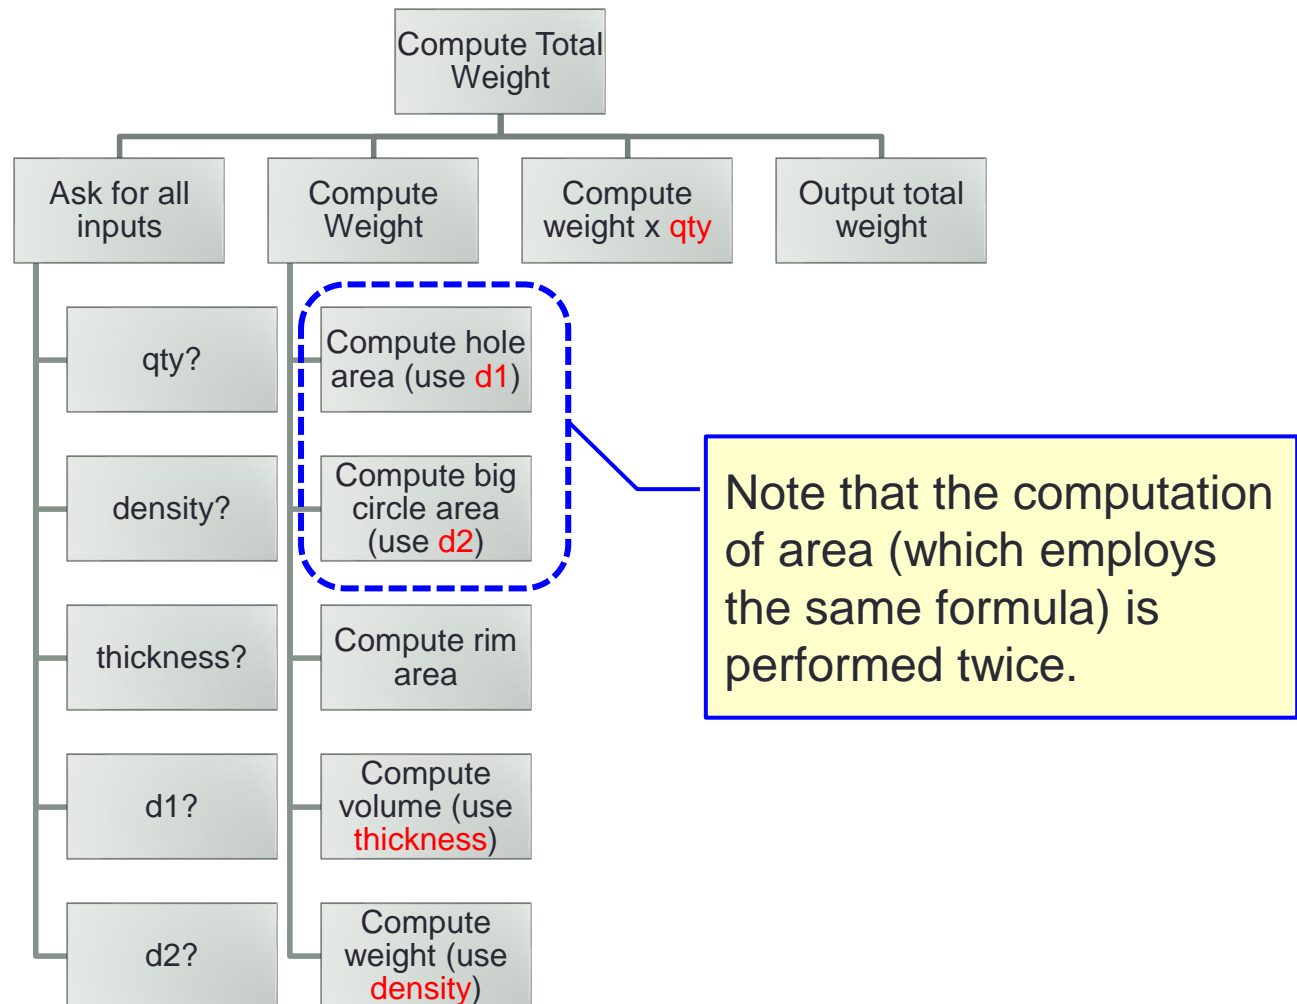 Compute Total
Weight
Ask for all
inputs
Compute
Weight
Compute
weight x qty
Output total
weight
qty?
density?
thickness?
d1?
d2?
Compute hole
area (use d1)
Compute big
circle area
(use d2)
Compute rim
area
Compute
volume (use
thickness)
Compute
weight (use
density)
Note that the computation
of area (which employs
the same formula) is
performed twice.